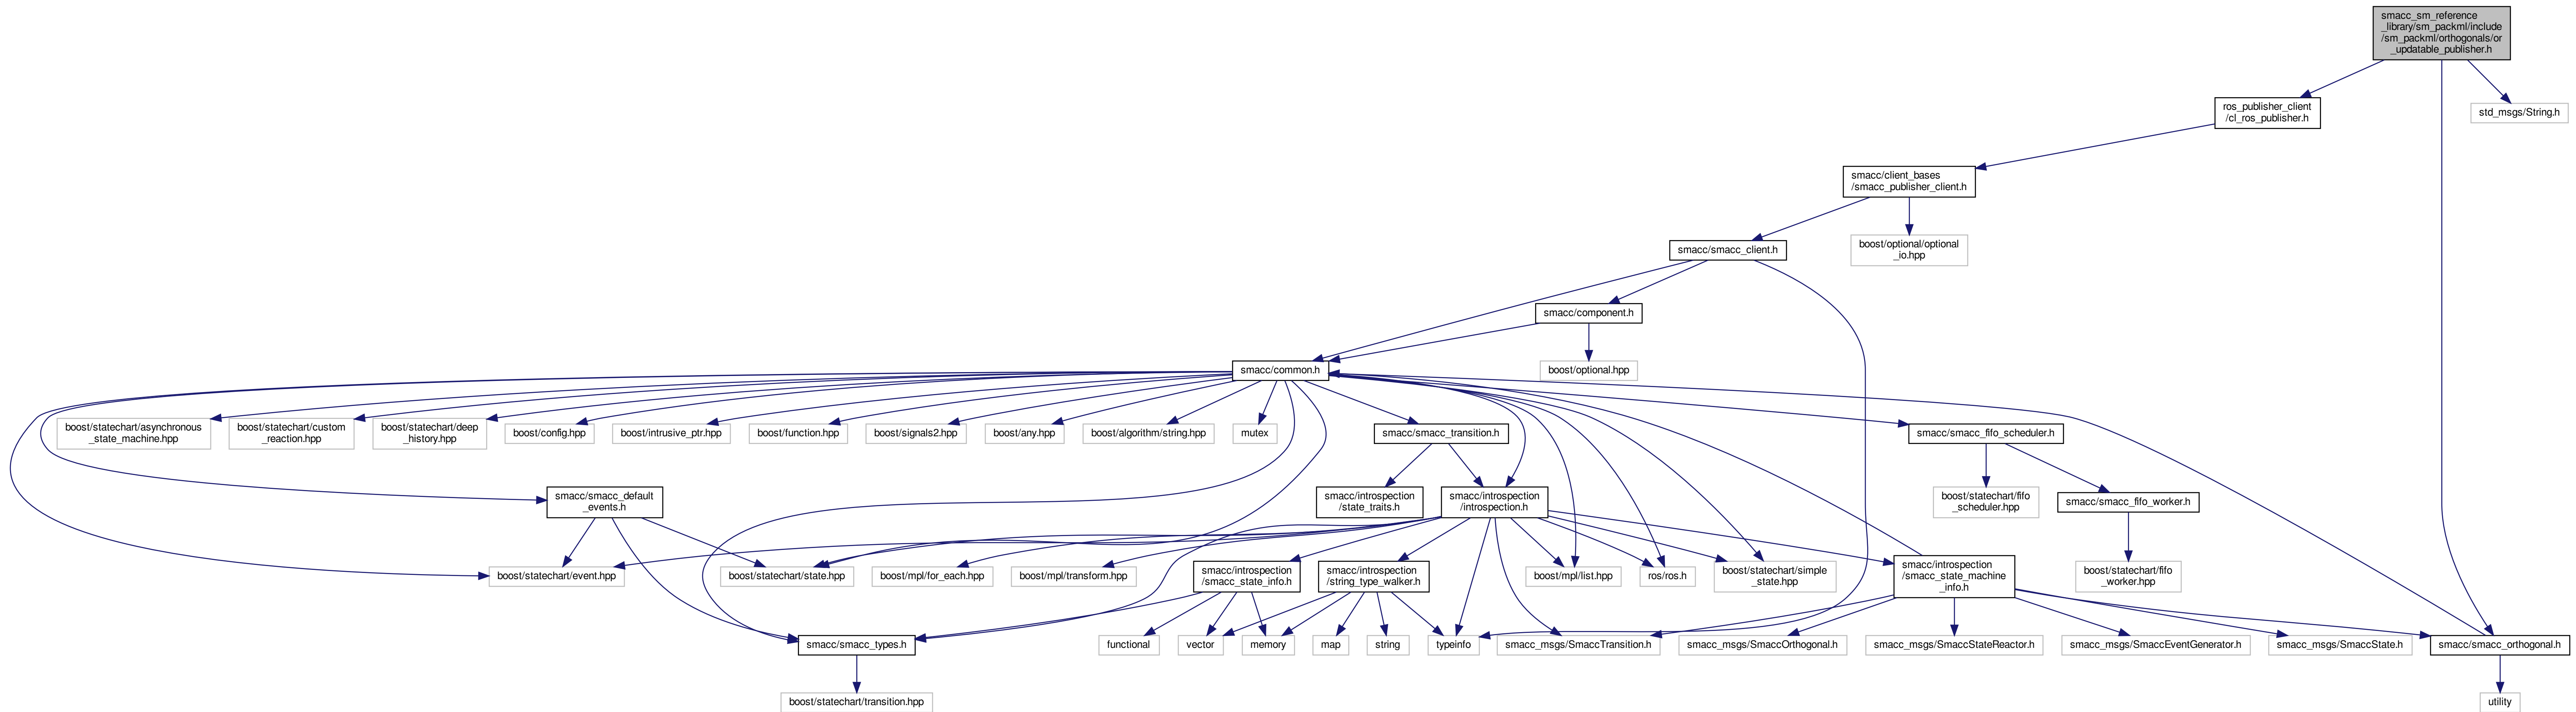 smacc_sm_reference
_library/sm_packml/include
/sm_packml/orthogonals/or
_updatable_publisher.h
ros_publisher_client
/cl_ros_publisher.h
std_msgs/String.h
smacc/client_bases
/smacc_publisher_client.h
smacc/smacc_client.h
boost/optional/optional
_io.hpp
smacc/component.h
smacc/common.h
boost/optional.hpp
boost/statechart/asynchronous
_state_machine.hpp
boost/statechart/custom
_reaction.hpp
boost/statechart/deep
_history.hpp
boost/config.hpp
boost/intrusive_ptr.hpp
boost/function.hpp
boost/signals2.hpp
boost/any.hpp
boost/algorithm/string.hpp
mutex
smacc/smacc_transition.h
smacc/smacc_fifo_scheduler.h
smacc/smacc_default
_events.h
smacc/introspection
/state_traits.h
smacc/introspection
/introspection.h
boost/statechart/fifo
_scheduler.hpp
smacc/smacc_fifo_worker.h
boost/statechart/event.hpp
boost/statechart/state.hpp
boost/mpl/for_each.hpp
boost/mpl/transform.hpp
smacc/introspection
/smacc_state_info.h
smacc/introspection
/string_type_walker.h
boost/mpl/list.hpp
ros/ros.h
boost/statechart/simple
_state.hpp
smacc/introspection
/smacc_state_machine
_info.h
boost/statechart/fifo
_worker.hpp
smacc/smacc_types.h
functional
vector
memory
map
string
typeinfo
smacc_msgs/SmaccTransition.h
smacc_msgs/SmaccOrthogonal.h
smacc_msgs/SmaccStateReactor.h
smacc_msgs/SmaccEventGenerator.h
smacc_msgs/SmaccState.h
smacc/smacc_orthogonal.h
boost/statechart/transition.hpp
utility